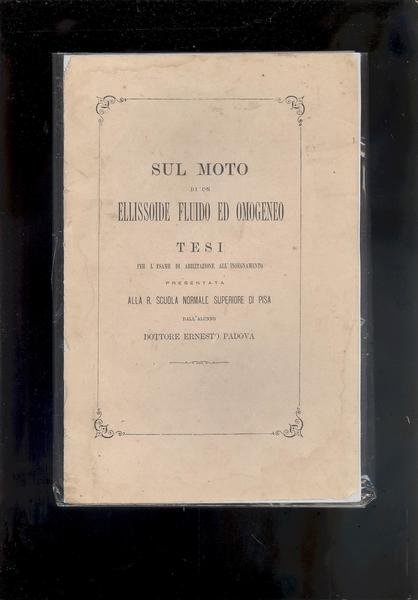 SUL MOTO
DI UN
ELLISSOIDE FLUIDO ED OMOGENEO
TESI
PER L'ESAME DI ABILITAZIONE ALL'INSEGNAMENTO
PRESENTATA
ALLA R. SCUOLA NORMALE SUPERIORE DI PISA
DALL'ALUNNO
DOTTORE ERNESTO PADOVA